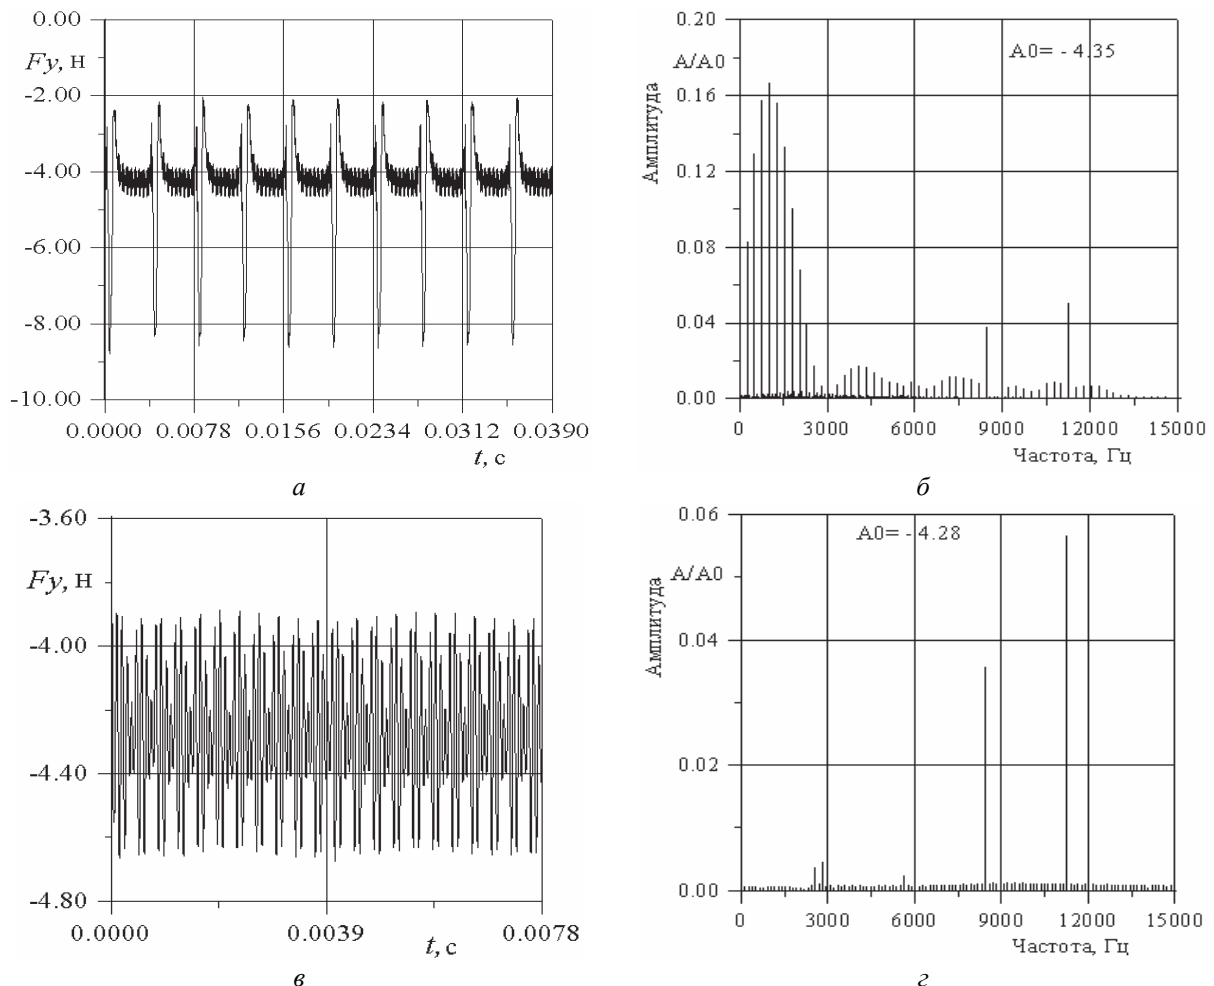 0.00
Fy, Н
-2.00
-4.00
-6.00
-8.00
-10.00
0.0000 0.0078 0.0156 0.0234 0.0312 0.0390
t, с
а
0.20
A/A0
A0= - 4.35
0.16
0.12
0.08
0.04
0.00
Амплитуда
0 3000 6000 9000 12000 15000
Частота, Гц
б
-3.60
Fy, Н
-4.00
-4.40
-4.80
0.0000 0.0039 0.0078
t, с
в
0.06
A0= - 4.28
A/A0
0.04
0.02
0.00
Амплитуда
0 3000 6000 9000 12000 15000
Частота, Гц
г